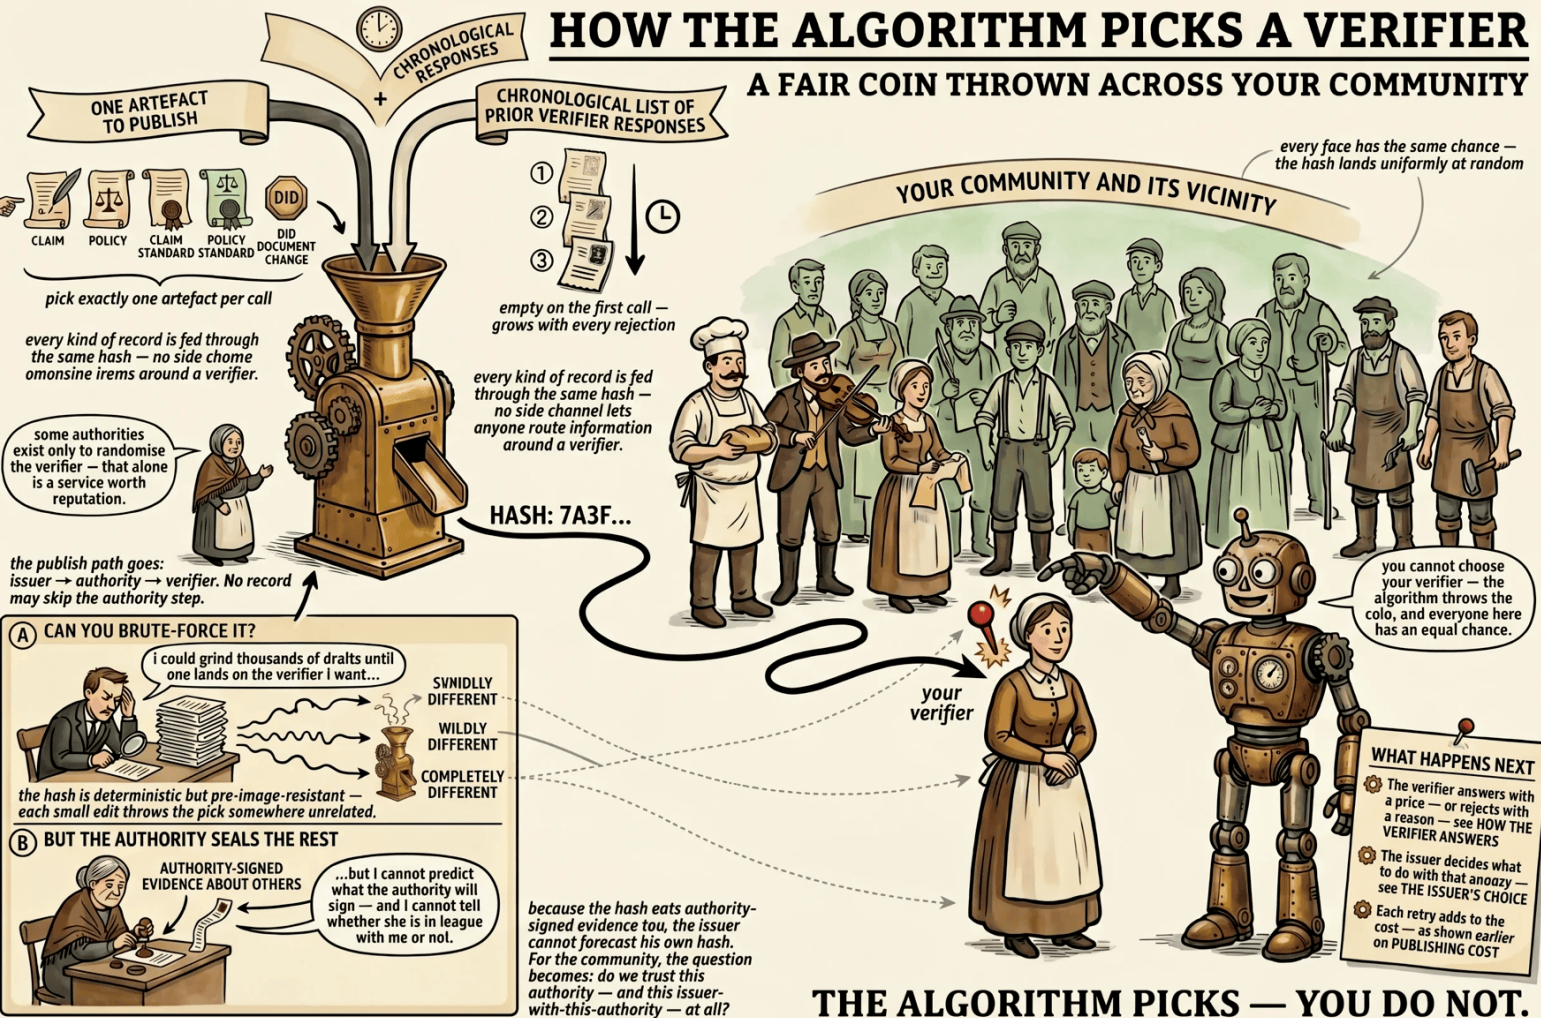 HOW THE ALGORITHM PICKS A VERIFIER
A FAIR COIN THROWN ACROSS YOUR COMMUNITY
CHRONOLOGICAL
RESPONSES
+
ONE ARTEFACT
TO PUBLISH
CHRONOLOGICAL LIST OF
PRIOR VERIFIER RESPONSES
DID
CLAIM
POLICY
CLAIM
STANDARD
POLICY
STANDARD
DID
DOCUMENT
CHANGE
pick exactly one artefact per call
1
2
3
empty on the first call —
grows with every rejection
every kind of record is fed through
the same hash — no side chome
omonsine irems around a verifier.
every kind of record is fed
through the same hash —
no side channel lets
anyone route information
around a verifier.
some authorities
exist only to randomise
the verifier — that alone
is a service worth
reputation.
HASH: 7A3F...
the publish path goes:
issuer → authority → verifier. No record
may skip the authority step.
every face has the same chance —
the hash lands uniformly at random
YOUR COMMUNITY AND ITS VICINITY
you cannot choose
your verifier — the
algorithm throws the
colo, and everyone here
has an equal chance.
your
verifier
A CAN YOU BRUTE-FORCE IT?
i could grind thousands of dralts until
one lands on the verifier I want...
SVNIDLLY
DIFFERENT
WILDLY
DIFFERENT
COMPLETELY
DIFFERENT
the hash is deterministic but pre-image-resistant —
each small edit throws the pick somewhere unrelated.
B BUT THE AUTHORITY SEALS THE REST
AUTHORITY-SIGNED
EVIDENCE ABOUT OTHERS
...but I cannot predict
what the authority will
sign — and I cannot tell
whether she is in league
with me or nol.
because the hash eats authority-
signed evidence tou, the issuer
cannot forecast his own hash.
For the community, the question
becomes: do we trust this
authority — and this issuer-
with-this-authority — at all?
WHAT HAPPENS NEXT
The verifier answers with
a price — or rejects with
a reason — see HOW THE
VERIFIER ANSWERS
The issuer decides what
to do with that anoazy —
see THE ISSUER'S CHOICE
Each retry adds to the
cost — as shown earlier
on PUBLISHING COST
THE ALGORITHM PICKS — YOU DO NOT.